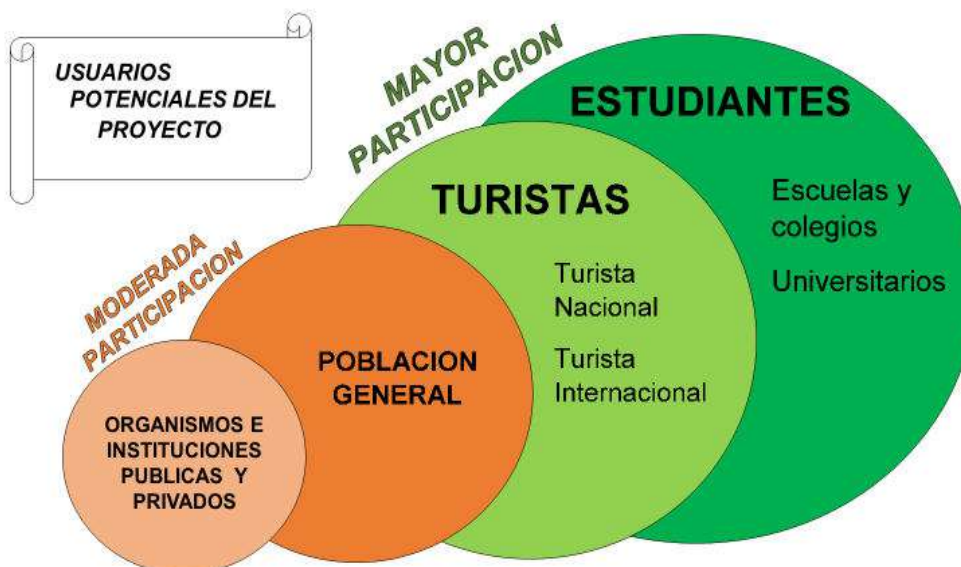 USUARIOS
POTENCIALES DEL
PROYECTO
MAYOR
PARTICIPACION
ESTUDIANTES
Escuelas y
colegios
Universitarios
TURISTAS
Turista
Nacional
Turista
Internacional
MODERADA
PARTICIPACION
POBLACION
GENERAL
ORGANISMOS E
INSTITUCIONES
PUBLICAS Y
PRIVADOS